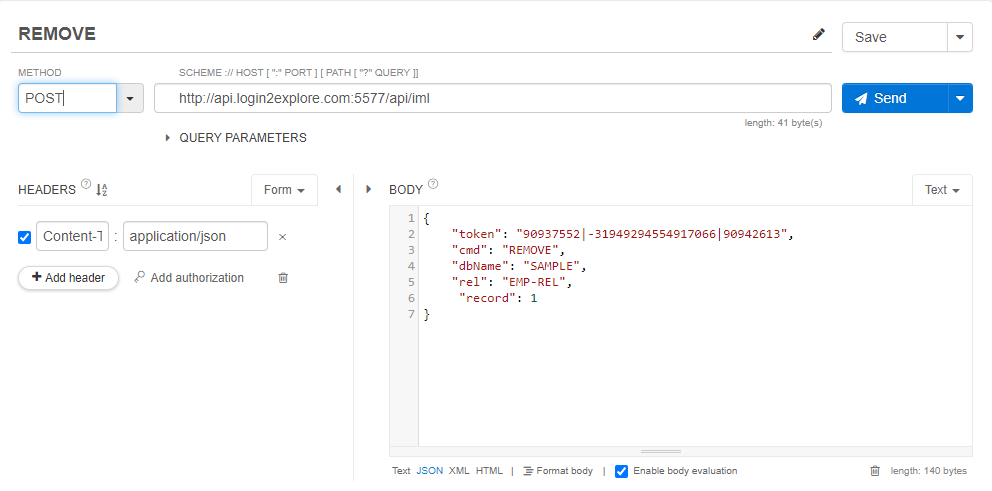 REMOVE
Save
METHOD
SCHEME :// HOST [ ":" PORT ] [ PATH [ "?" QUERY ]]
POST
http://api.login2explore.com:5577/api/iml
Send
length: 41 byte(s)
QUERY PARAMETERS
HEADERS
Form
BODY
Text
Content-T : application/json ×
+ Add header
Add authorization
1 {
2 "token": "90937552|-31949294554917066|90942613",
3 "cmd": "REMOVE",
4 "dbName": "SAMPLE",
5 "rel": "EMP-REL",
6 "record": 1
7 }
Text JSON XML HTML | Format body | Enable body evaluation
length: 140 bytes